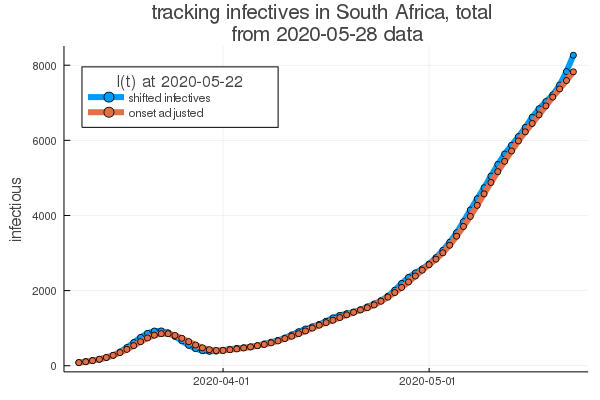 tracking infectives in South Africa, total
from 2020-05-28 data
I(t) at 2020-05-22
shifted infectives
onset adjusted
infectious
8000
6000
4000
2000
0
2020-04-01
2020-05-01